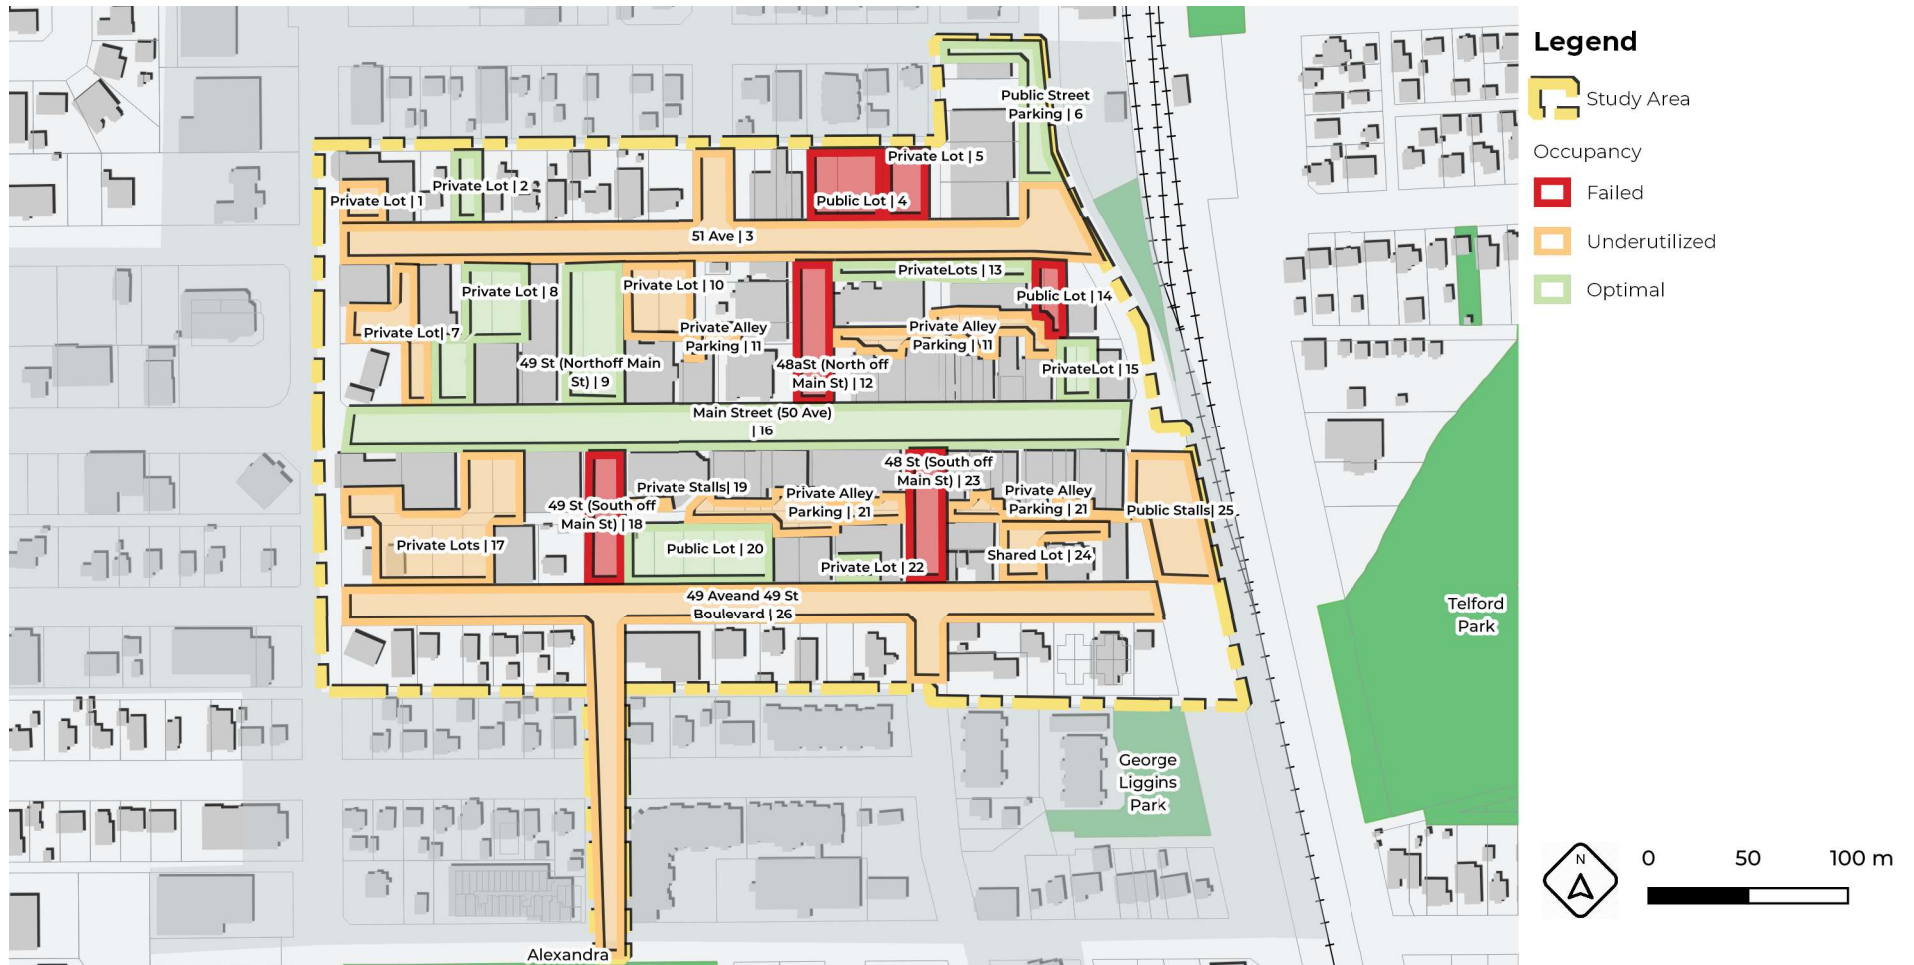 Legend
Study Area
Occupancy
Failed
Underutilized
Optimal
Public Street
Parking | 6
Private Lot | 5
Private Lot | 2
Private Lot | 1
Public Lot | 4
51 Ave | 3
PrivateLots | 13
Private Lot | 10
Private Lot | 8
Public Lot | 14
Private Lot| 7
Private Alley
Parking | 11
Private Alley
Parking | 11
49 St (Northoff Main
St) | 9
48aSt (North off
Main St) | 12
PrivateLot | 15
Main Street (50 Ave)
| 16
48 St (South off
Main St) | 23
Private Stalls| 19
Private Alley
Parking | 21
Private Alley
Parking | 21
49 St (South off
Main St) | 18
Public Stalls| 25
Private Lots | 17
Public Lot | 20
Shared Lot | 24
Private Lot | 22
49 Aveand 49 St
Boulevard | 26
Telford
Park
George
Liggins
Park
Alexandra
N
0 50 100 m